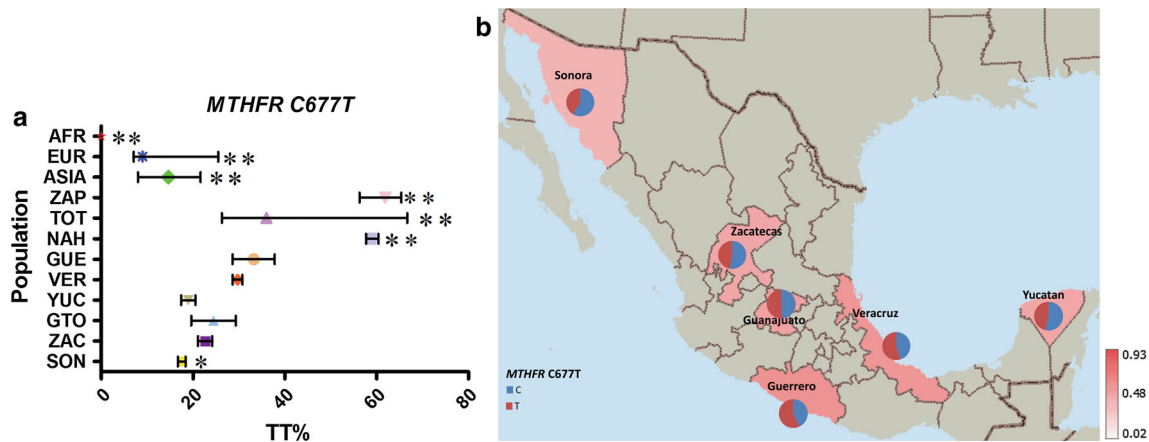 a
MTHFR C677T
Population
AFR **
EUR **
ASIA **
ZAP **
TOT **
NAH **
GUE
VER
YUC
GTO
ZAC
SON *
0 20 40 60 80
TT%
b
Sonora
Zacatecas
Guanajuato
Veracruz
Yucatan
Guerrero
MTHFR C677T
C
T
0.93
0.48
0.02